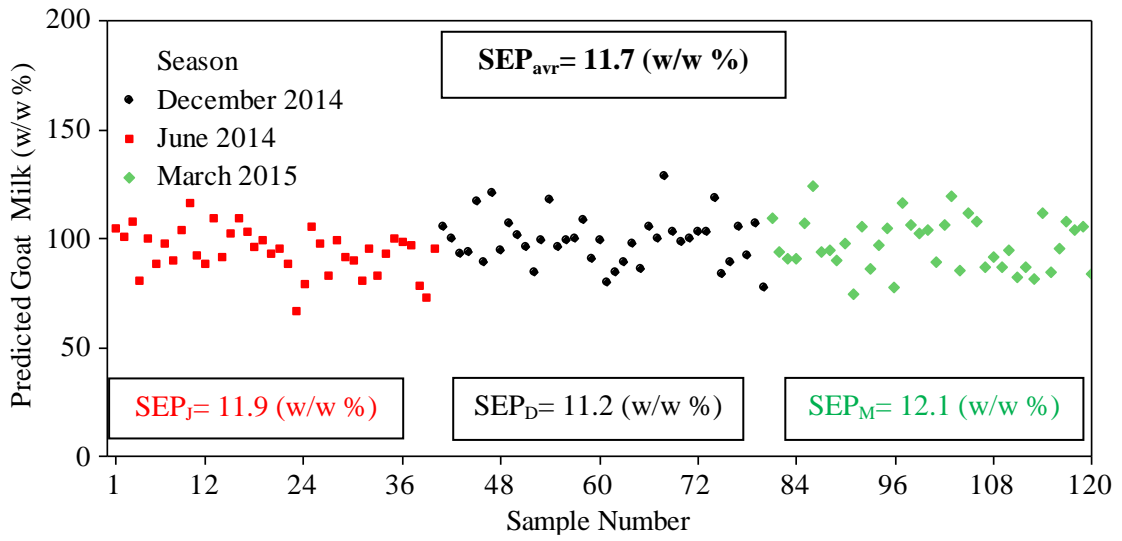 200
150
100
50
0
Predicted Goat Milk (w/w %)
SEPavr= 11.7 (w/w %)
Season
December 2014
June 2014
March 2015
SEPJ= 11.9 (w/w %)
SEPD= 11.2 (w/w %)
SEPM= 12.1 (w/w %)
1 12 24 36 48 60 72 84 96 108 120
Sample Number